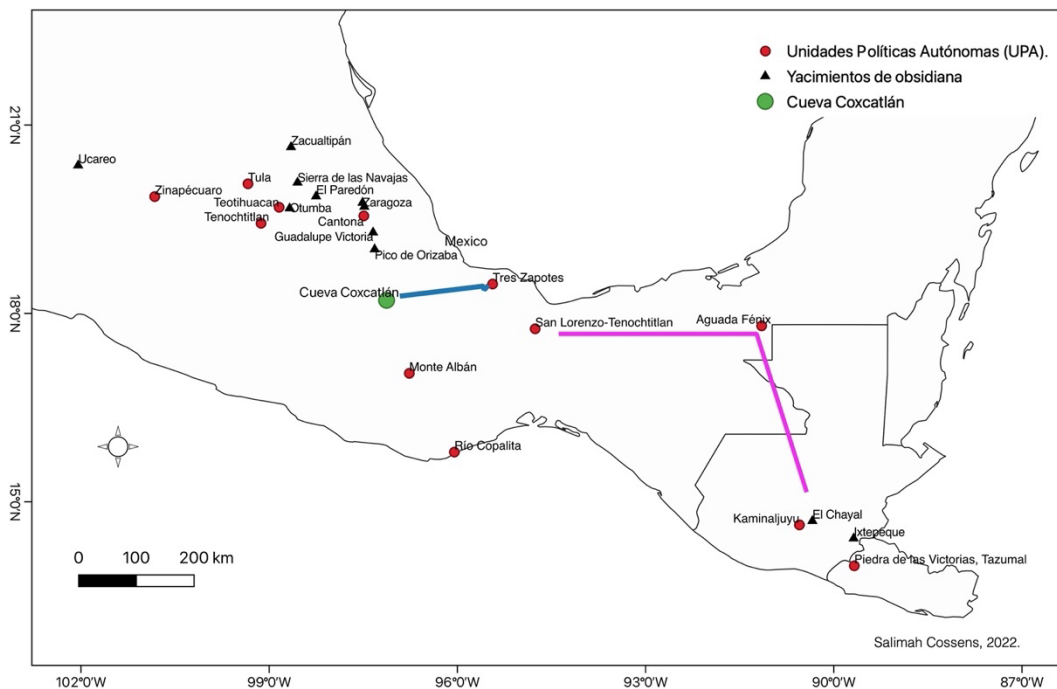 Unidades Políticas Autónomas (UPA).
Yacimientos de obsidiana
Cueva Coxcatlán
21°0'N
Zacualtipán
Ucareo
Tula
Sierra de las Navajas
Zinapécuaro
El Paredón
Teotihuacan
Otumba
Zaragoza
Tenochtitlan
Cantona
Guadalupe Victoria
Mexico
Pico de Orizaba
Tres Zapotes
Cueva Coxcatlán
18°0'N
San Lorenzo-Tenochtitlan
Aguada Fénix
Monte Albán
Río Copalita
15°0'N
El Chayal
Kaminaljuyu
Ixtepeque
0 100 200 km
Piedra de las Victorias, Tazumal
Salimah Cossens, 2022.
102°0'W 99°0'W 96°0'W 93°0'W 90°0'W 87°0'W